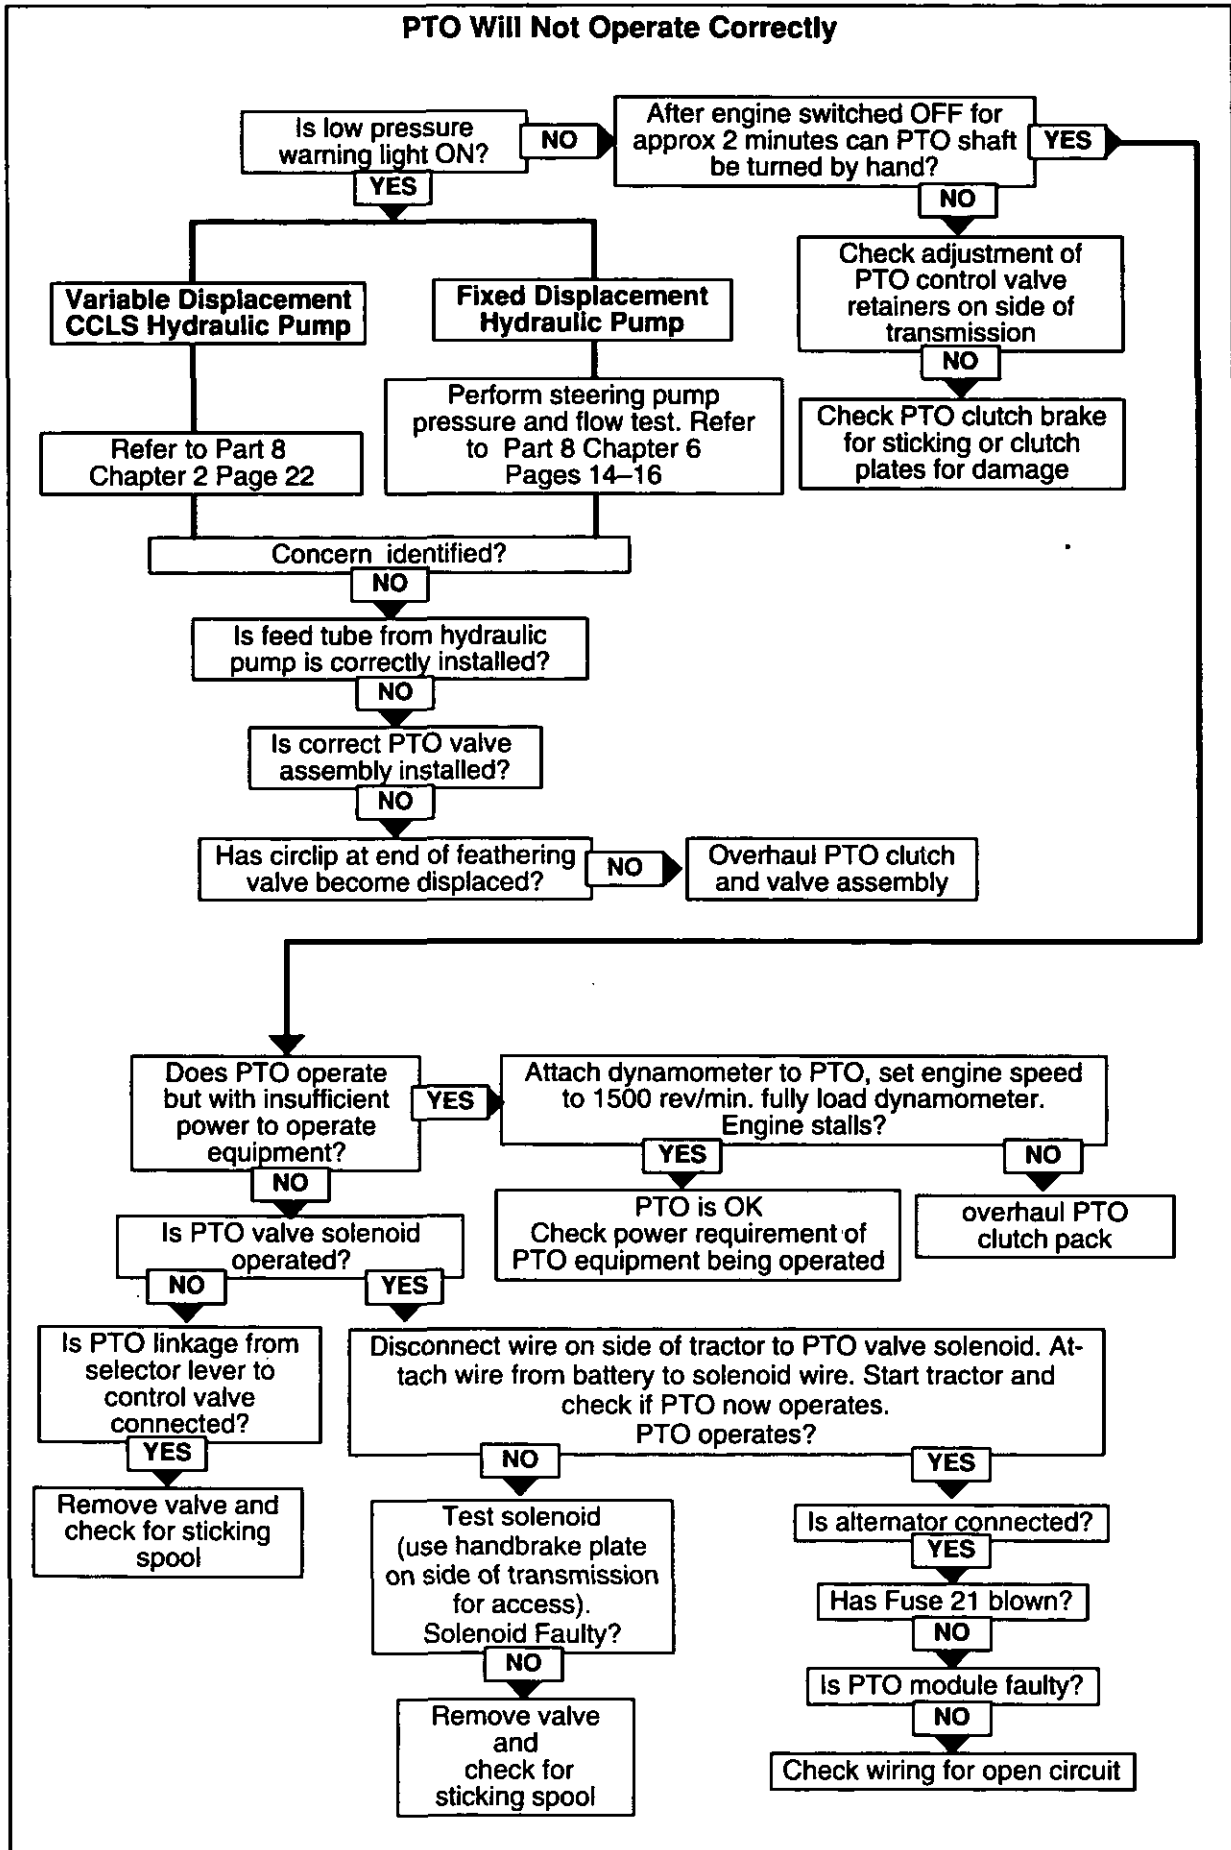 PTO Will Not Operate Correctly
Is low pressure
warning light ON?
NO
After engine switched OFF for
approx 2 minutes can PTO shaft
be turned by hand?
YES
YES
NO
Check adjustment of
PTO control valve
retainers on side of
transmission
NO
Check PTO clutch brake
for sticking or clutch
plates for damage
Variable Displacement
CCLS Hydraulic Pump
Fixed Displacement
Hydraulic Pump
Refer to Part 8
Chapter 2 Page 22
Perform steering pump
pressure and flow test. Refer
to Part 8 Chapter 6
Pages 14–16
Concern identified?
NO
Is feed tube from hydraulic
pump is correctly installed?
NO
Is correct PTO valve
assembly installed?
NO
Has circlip at end of feathering
valve become displaced?
NO
Overhaul PTO clutch
and valve assembly
Does PTO operate
but with insufficient
power to operate
equipment?
YES
Attach dynamometer to PTO, set engine speed
to 1500 rev/min. fully load dynamometer.
Engine stalls?
YES
NO
PTO is OK
Check power requirement of
PTO equipment being operated
overhaul PTO
clutch pack
NO
Is PTO valve solenoid
operated?
NO
YES
Is PTO linkage from
selector lever to
control valve
connected?
YES
Remove valve and
check for sticking
spool
Disconnect wire on side of tractor to PTO valve solenoid. At-
tach wire from battery to solenoid wire. Start tractor and
check if PTO now operates.
PTO operates?
NO
YES
Test solenoid
(use handbrake plate
on side of transmission
for access).
Solenoid Faulty?
NO
Remove valve
and
check for
sticking spool
Is alternator connected?
YES
Has Fuse 21 blown?
NO
Is PTO module faulty?
NO
Check wiring for open circuit